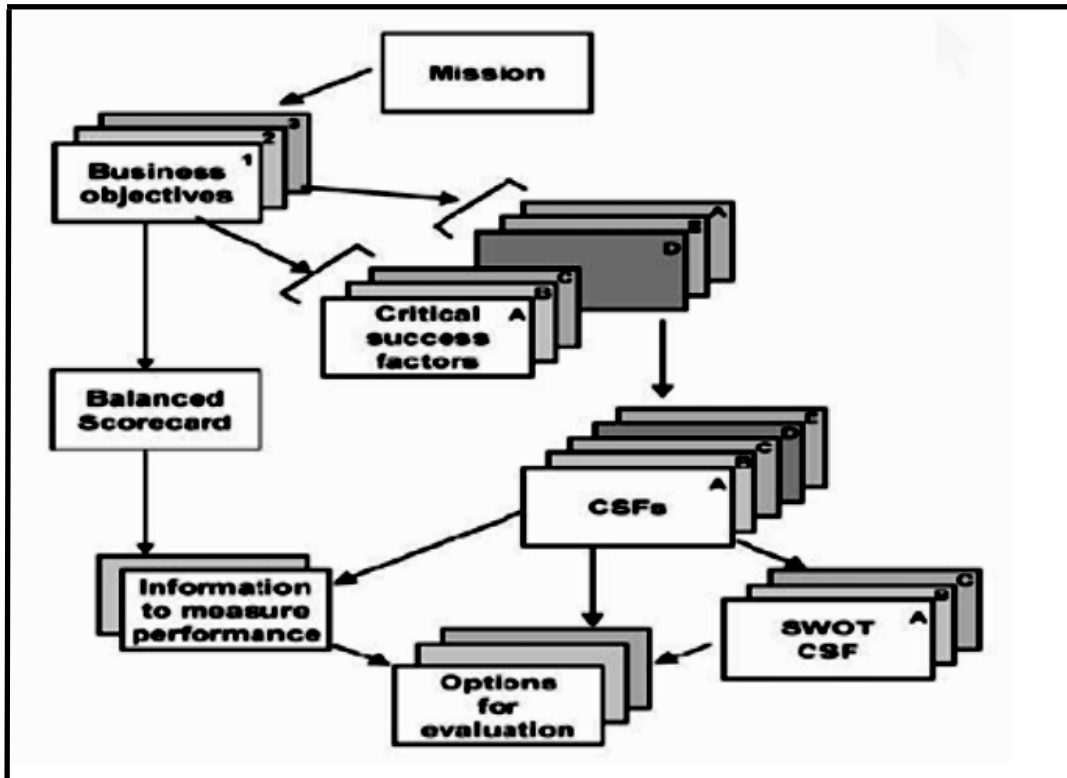 Mission
3
2
1
Business
objectives
A
E
D
C
B
A
Critical
success
factors
Balanced
Scorecard
E
D
C
B
A
CSFs
Information
to measure
performance
C
B
A
SWOT
CSF
Options
for
evaluation